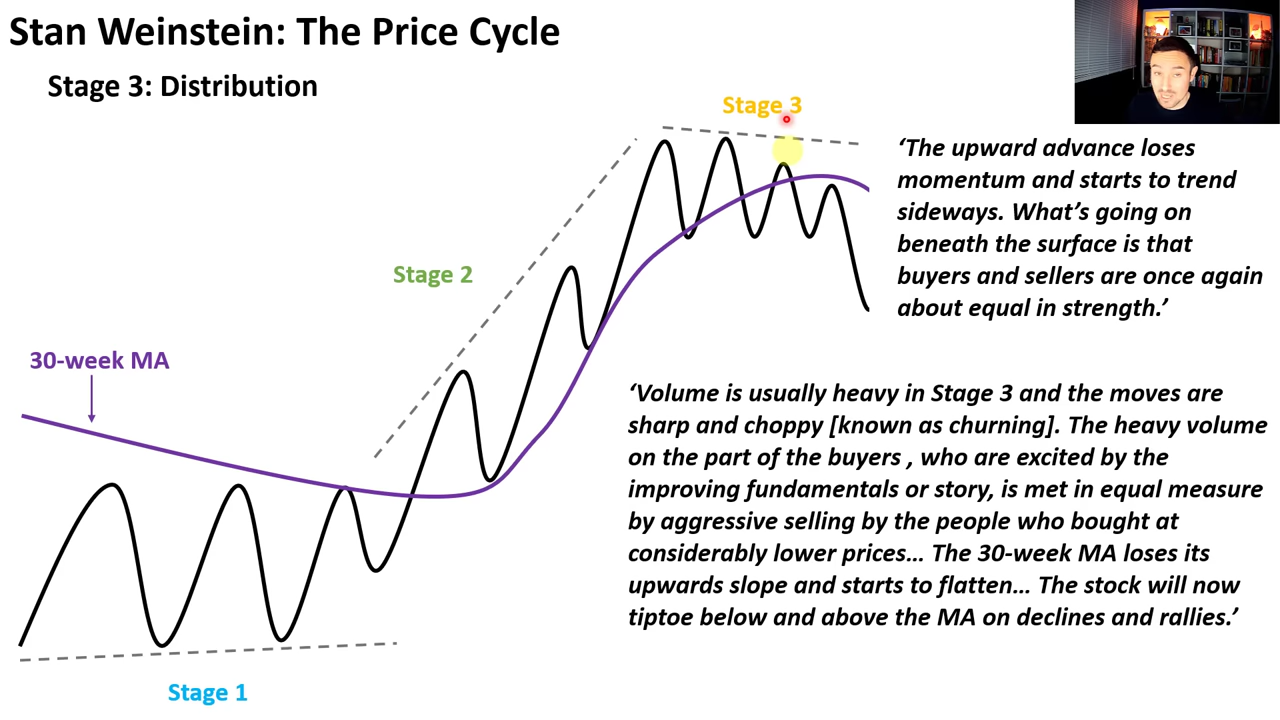 Stan Weinstein: The Price Cycle
Stage 3: Distribution
Stage 3
‘The upward advance loses
momentum and starts to trend
sideways. What’s going on
beneath the surface is that
buyers and sellers are once again
about equal in strength.’
Stage 2
30-week MA
‘Volume is usually heavy in Stage 3 and the moves are
sharp and choppy [known as churning]. The heavy volume
on the part of the buyers , who are excited by the
improving fundamentals or story, is met in equal measure
by aggressive selling by the people who bought at
considerably lower prices… The 30-week MA loses its
upwards slope and starts to flatten… The stock will now
tiptoe below and above the MA on declines and rallies.’
Stage 1